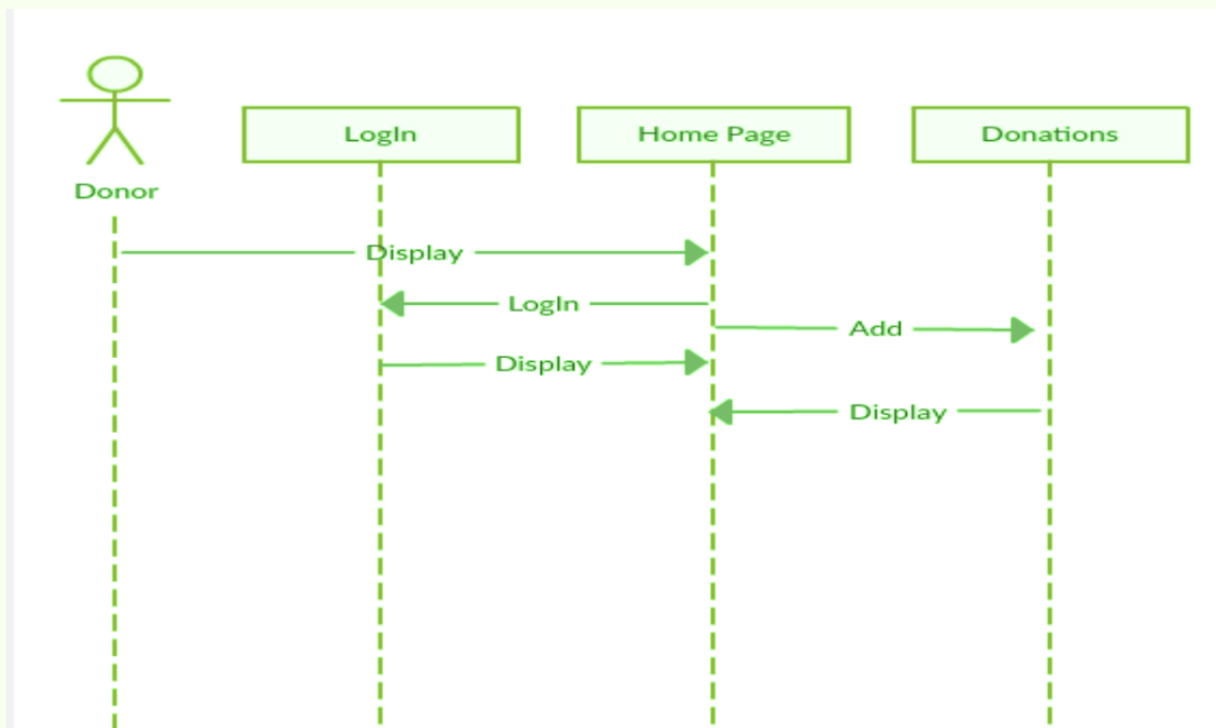 LogIn
Home Page
Donations
Donor
Display
LogIn
Add
Display
Display